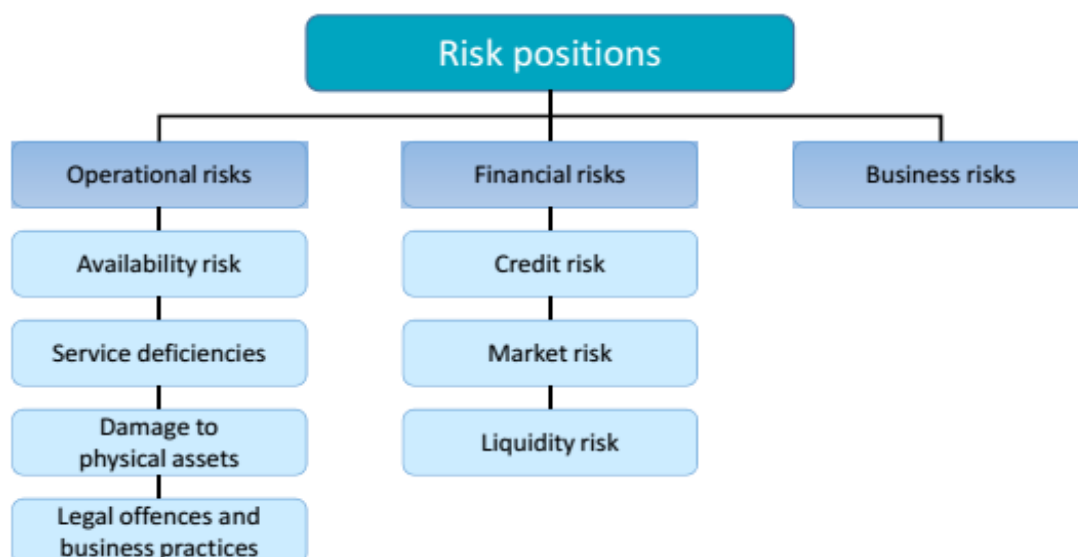 Risk positions
Operational risks
Financial risks
Business risks
Availability risk
Credit risk
Service deficiencies
Market risk
Damage to
physical assets
Liquidity risk
Legal offences and
business practices